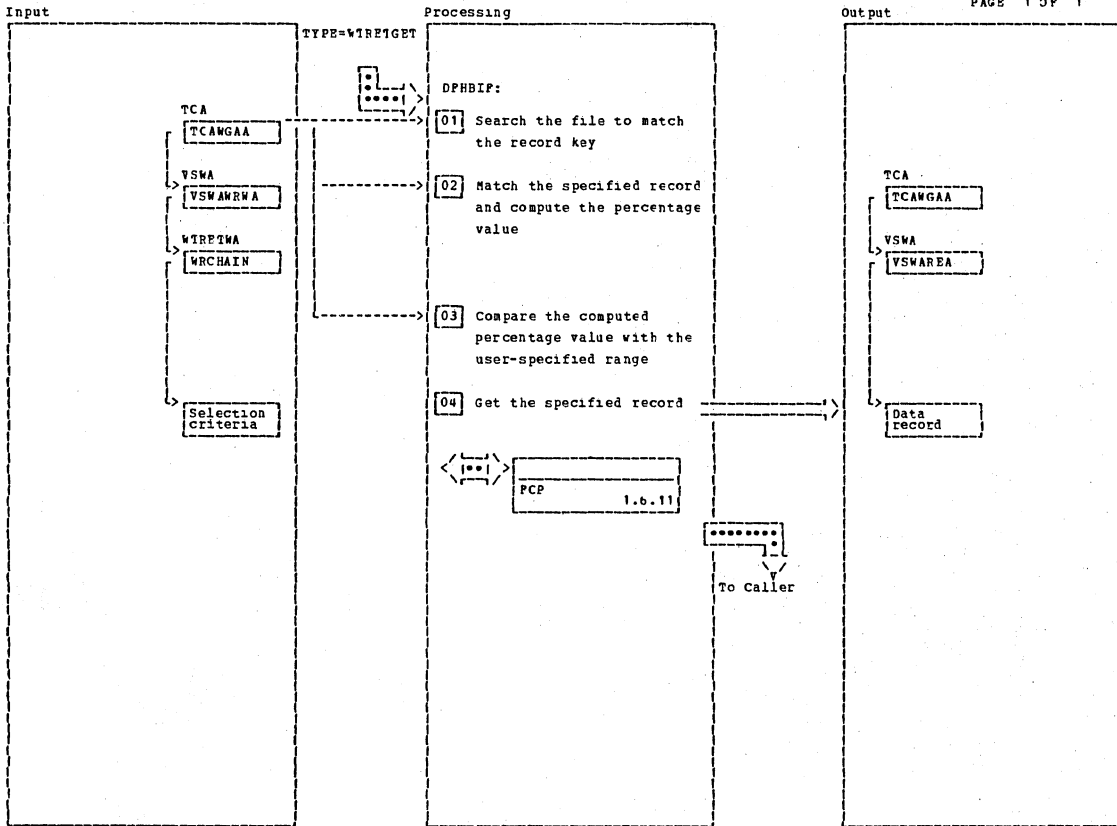 PAGE 1 OF 1
Input
Processing
Output
TYPE=WTRETGET
DFHBIF:
TCA
TCAWGAA
01 Search the file to match
the record key
VSWA
VSWAWRWA
02 Match the specified record
and compute the percentage
value
TCA
TCAWGAA
WTRETWA
WRCHAIN
VSWA
VSWAREA
03 Compare the computed
percentage value with the
user-specified range
Selection
criteria
04 Get the specified record
Data
record
PCP
1.6.11
To Caller